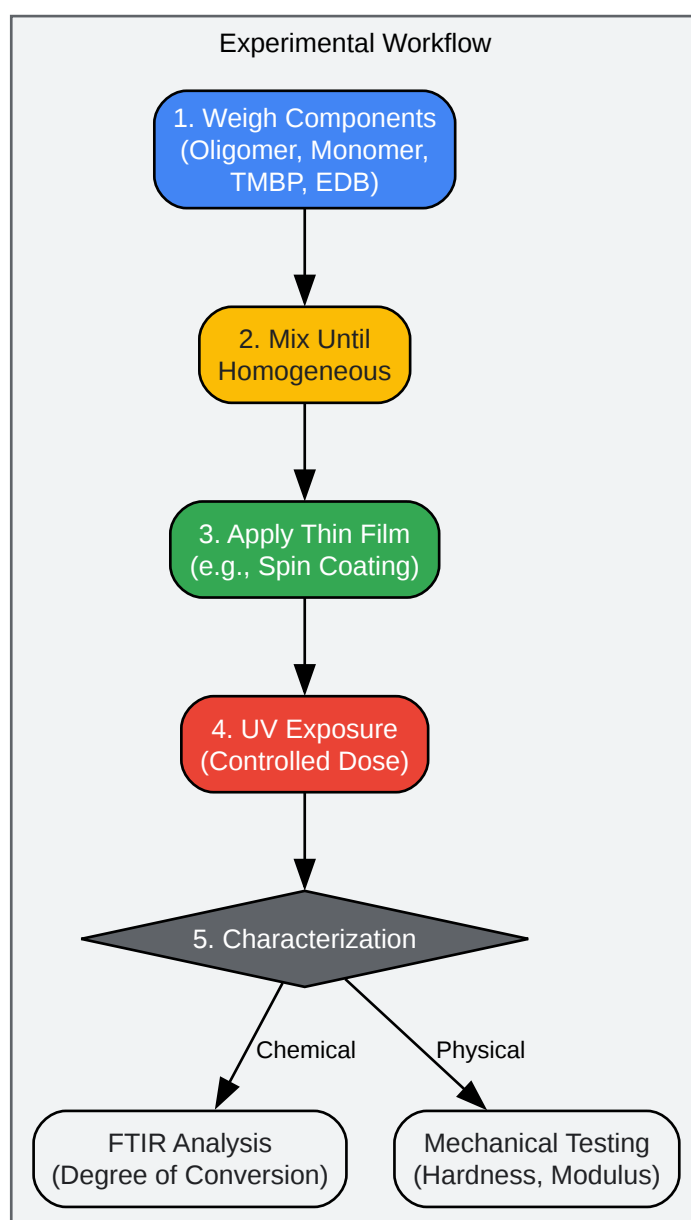 Experimental Workflow
1. Weigh Components
(Oligomer, Monomer,
TMBP, EDB)
2. Mix Until
Homogeneous
3. Apply Thin Film
(e.g., Spin Coating)
4. UV Exposure
(Controlled Dose)
5. Characterization
Chemical
Physical
FTIR Analysis
(Degree of Conversion)
Mechanical Testing
(Hardness, Modulus)